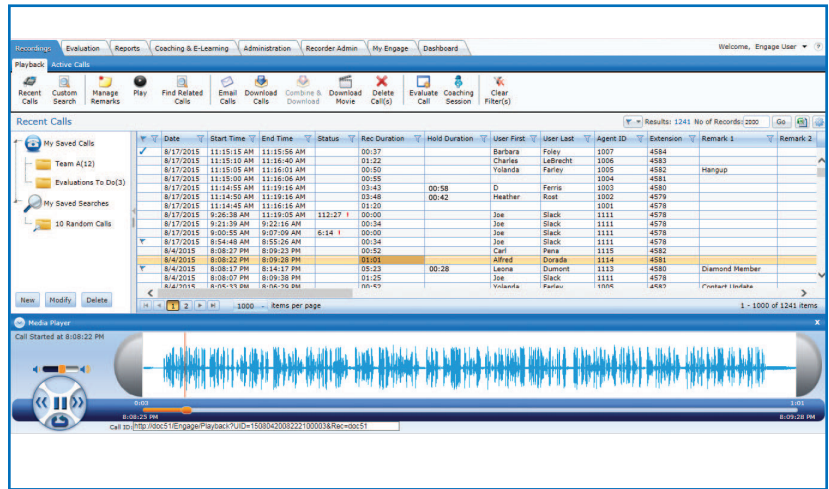 Recordings Evaluation Reports Coaching & E-Learning Administration Recorder Admin My Engage Dashboard Welcome, Engage User ?
Playback Active Calls
Recent Calls Custom Search Manage Remarks Play Find Related Calls Email Calls Download Calls Combine & Download Download Movie Delete Call(s) Evaluate Call Coaching Session Clear Filter(s)
Recent Calls Results: 1241 No of Records: 2000 Go
My Saved Calls
Team A(12)
Evaluations To Do(3)
My Saved Searches
10 Random Calls
New Modify Delete
Date Start Time End Time Status Rec Duration Hold Duration User First User Last Agent ID Extension Remark 1 Remark 2
8/17/2015 11:15:15 AM 11:15:56 AM 00:37 Barbara Foley 1007 4584
8/17/2015 11:15:10 AM 11:16:40 AM 01:22 Charles LeBrecht 1006 4583
8/17/2015 11:15:10 AM 11:16:01 AM 00:50 Yolanda Farley 1005 4582 Hangup
8/17/2015 11:15:00 AM 11:16:06 AM 00:55 1004 4581
8/17/2015 11:14:55 AM 11:19:16 AM 03:43 00:58 D Ferris 1003 4580
8/17/2015 11:14:50 AM 11:19:16 AM 03:48 00:42 Heather Rost 1002 4579
8/17/2015 11:14:45 AM 11:16:16 AM 01:20 1001 4578
8/17/2015 9:26:38 AM 11:19:05 AM 112:27 ! 00:00 Joe Slack 1111 4578
8/17/2015 9:21:39 AM 9:22:16 AM 00:34 Joe Slack 1111 4578
8/17/2015 9:00:55 AM 9:07:09 AM 6:14 ! 00:00 Joe Slack 1111 4578
8/17/2015 8:54:48 AM 8:55:26 AM 00:34 Joe Slack 1111 4578
8/4/2015 8:08:27 PM 8:09:23 PM 00:52 Carl Pena 1115 4582
8/4/2015 8:08:22 PM 8:09:28 PM 01:01 Alfred Dorada 1114 4581
8/4/2015 8:08:17 PM 8:14:17 PM 05:23 00:28 Leona Dumont 1113 4580 Diamond Member
8/4/2015 8:08:07 PM 8:09:38 PM 01:25 Joe Slack 1111 4578
8/4/2015 8:05:33 PM 8:06:29 PM 00:52 Yolanda Farley 1005 4582 Contact Update
1 2 1000 items per page 1 - 1000 of 1241 items
Media Player x
Call Started at 8:08:22 PM
0:03 1:01
8:08:25 PM 8:09:28 PM
Call ID: http://doc51/Engage/Playback?UID=1508042008222100003&Rec=doc51